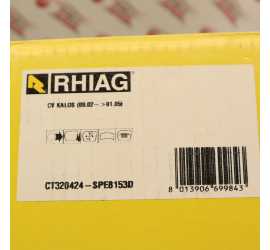 RHIAG
CV KALOS (09.02-->01.05)
CT320424-SPE8153D
8 013906 699843